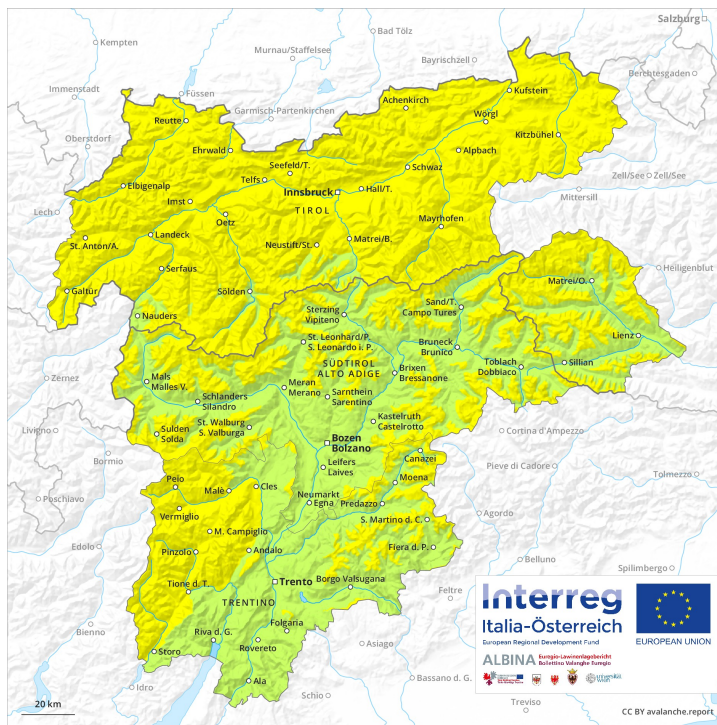 Salzburg
Kempten
Bad Tölz
Murnau/Staffelsee
Bayrischzell
Berchtesgaden
Immenstadt
Füssen
Kufstein
Achenkirch
Garmisch-Partenkirchen
Reutte
Wörgl
Oberstdorf
Kitzbühel
Ehrwald
Alpbach
Seefeld/T.
Schwaz
Telfs
Zell/See
Zell/See
Elbigenalp
Innsbruck
Hall/T.
Mittersill
Imst
TIROL
Lech
Oetz
Mayrhofen
Landeck
Matrei/B.
St. Anton/A.
Neustift/St.
Serfaus
Heiligenblut
Matrei/O.
Galtür
Sölden
Sand/T.
Campo Tures
Nauders
Sterzing
Vipiteno
Lienz
St. Leonhard/P.
S. Leonardo i. P.
Bruneck
Brunico
Toblach
Dobbiaco
Sillian
SÜDTIROL
ALTO ADIGE
Brixen
Bressanone
Zernez
Mals
Malles V.
Meran
Merano
Schlanders
Silandro
Sarnthein
Sarentino
Kastelruth
Castelrotto
St. Walburg
S. Valburga
Livigno
Sulden
Solda
Cortina d'Ampezzo
Bozen
Bolzano
Bormio
Canazei
Pieve di Cadore
Leifers
Laives
Tolmezzo
Peio
Moena
Poschiavo
Malè
Cles
Neumarkt
Egna
Predazzo
Vermiglio
Agordo
S. Martino d. C.
M. Campiglio
Edolo
Pinzolo
Andalo
Fiera d. P.
Belluno
Spilimbergo
Trento
Borgo Valsugana
Tione d. T.
Feltre
TRENTINO
Folgaria
Bienno
Riva d. G.
Rovereto
Asiago
Storo
Ala
Bassano d. G.
Idro
Schio
Treviso
Interreg
Italia-Österreich
European Regional Development Fund
EUROPEAN UNION
ALBINA
Euregio-Lawinenlagebericht
Bollettino Valanghe Euregio
universität
wien
20 km
CC BY avalanche.report